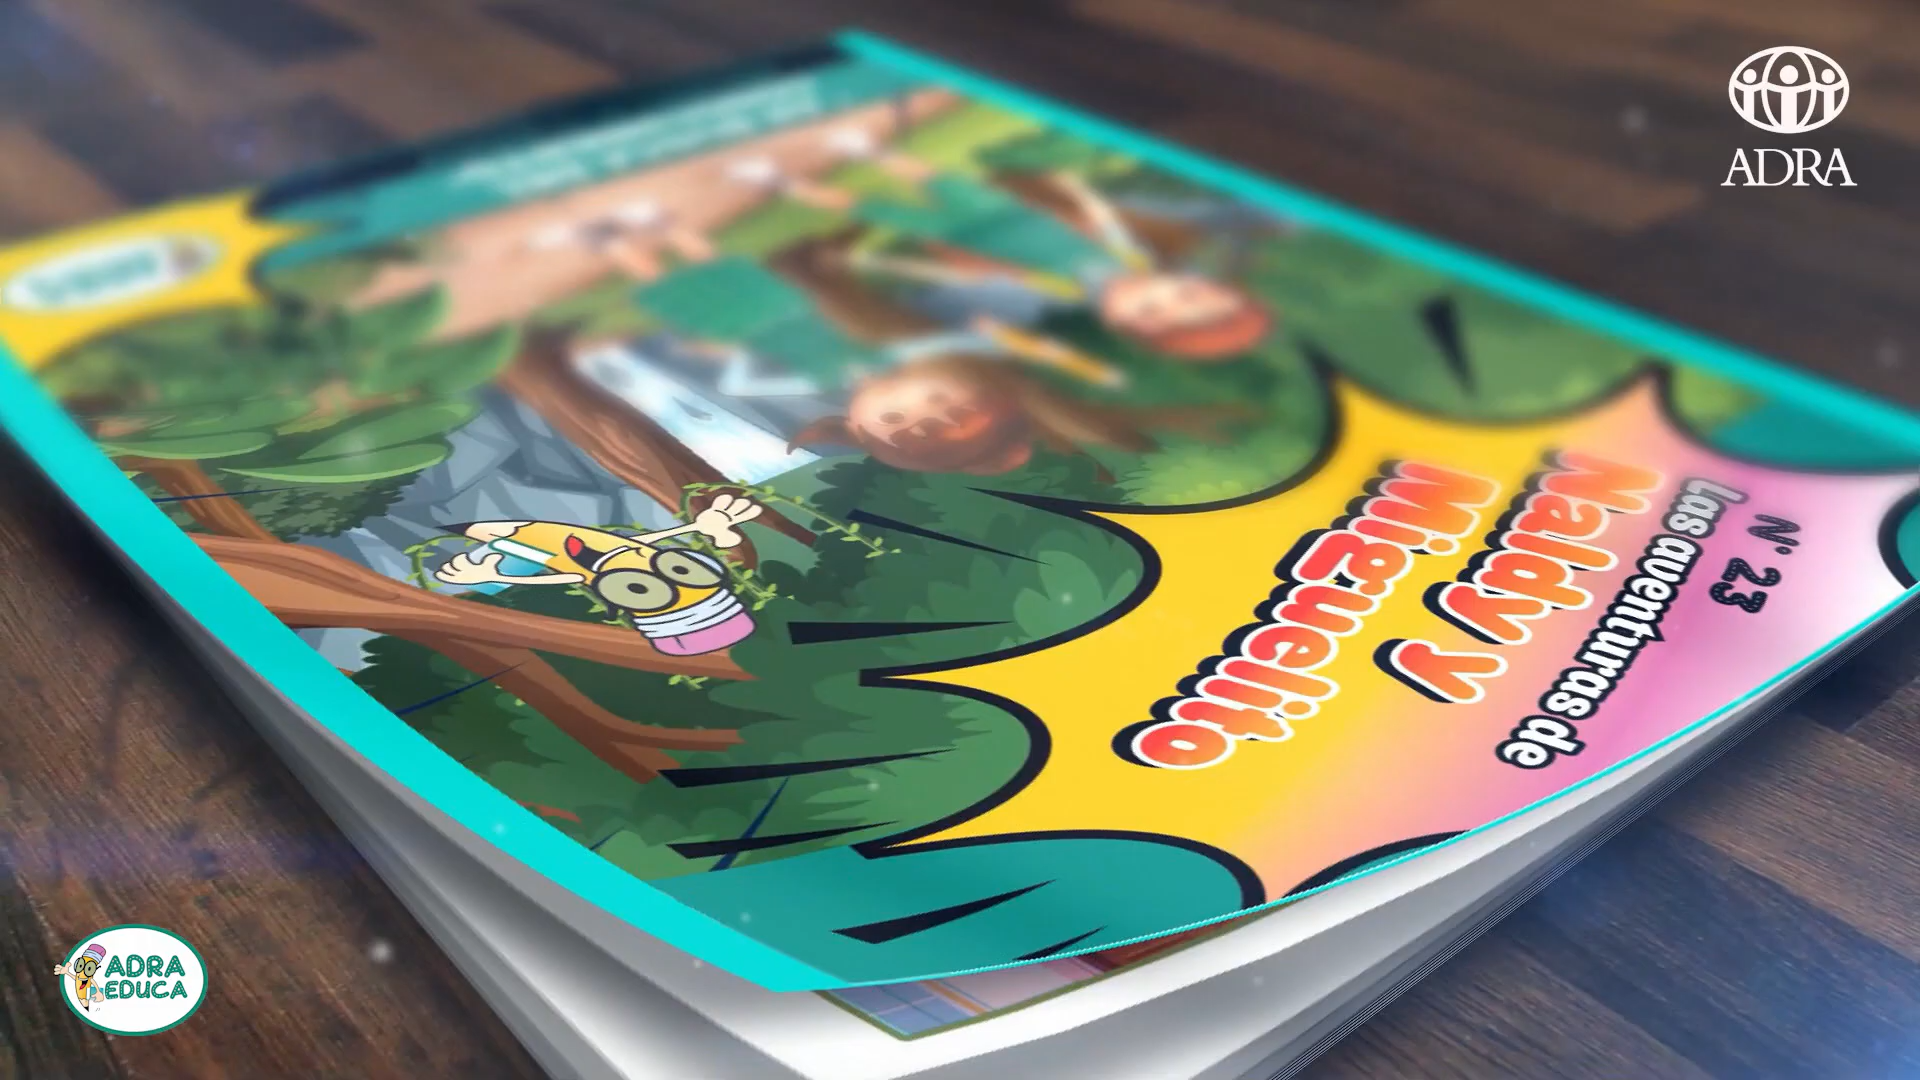 ADRA
N° 23
Las aventuras de
Naldy y
Miguelito
ADRA
EDUCA